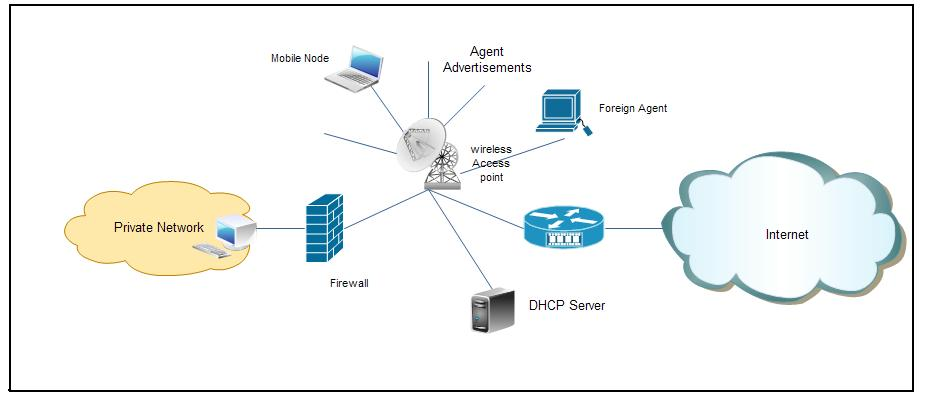 Mobile Node
Agent
Advertisements
Foreign Agent
wireless
Access
point
Private Network
Internet
Firewall
DHCP Server